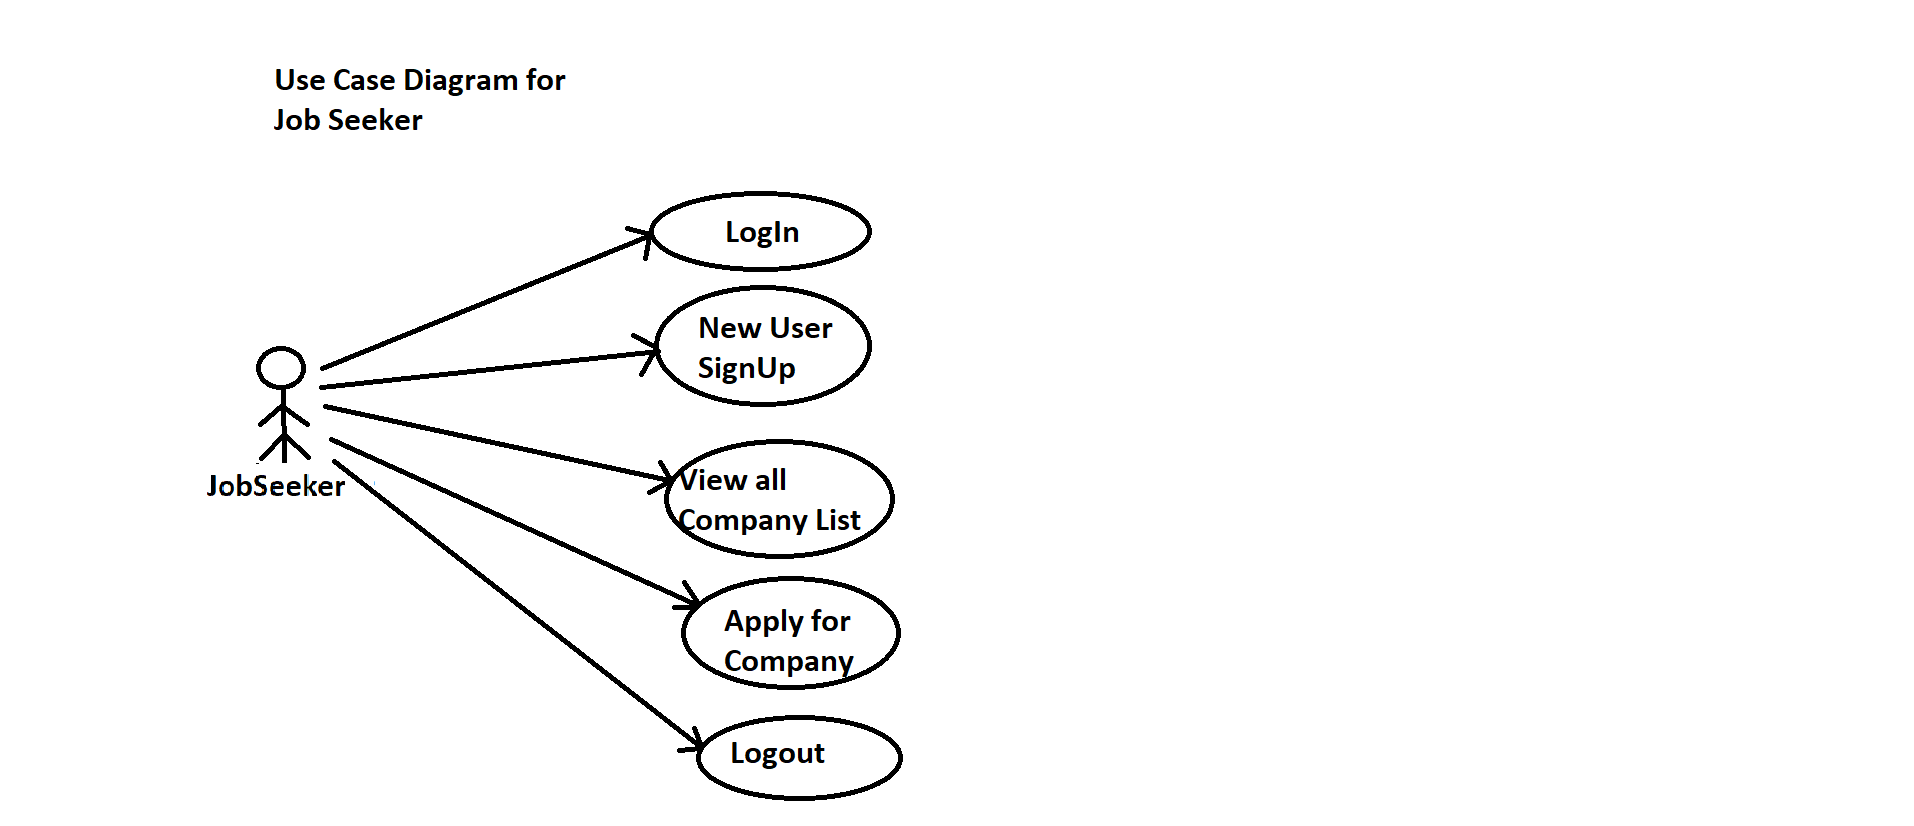 Use Case Diagram for
Job Seeker
LogIn
New User
SignUp
JobSeeker
View all
Company List
Apply for
Company
Logout